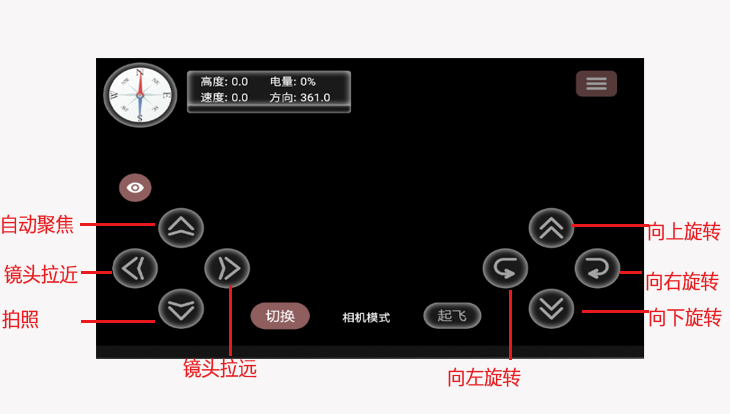 N
E
S
W
高度: 0.0 电量: 0%
速度: 0.0 方向: 361.0
自动聚焦
向上旋转
镜头拉近
向右旋转
拍照
切换
相机模式
起飞
向下旋转
镜头拉远
向左旋转